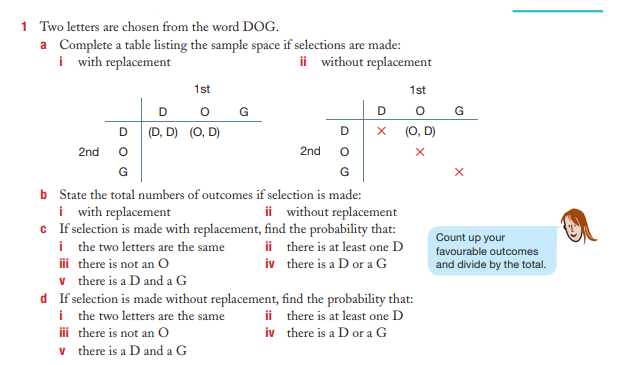 1 Two letters are chosen from the word DOG.
a Complete a table listing the sample space if selections are made:
i with replacement ii without replacement
1st 1st
D O G D O G
D (D, D) (O, D) D × (O, D)
2nd O 2nd O ×
G G ×
b State the total numbers of outcomes if selection is made:
i with replacement ii without replacement
c If selection is made with replacement, find the probability that:
i the two letters are the same ii there is at least one D
iii there is not an O iv there is a D or a G
v there is a D and a G
Count up your
favourable outcomes
and divide by the total.
d If selection is made without replacement, find the probability that:
i the two letters are the same ii there is at least one D
iii there is not an O iv there is a D or a G
v there is a D and a G